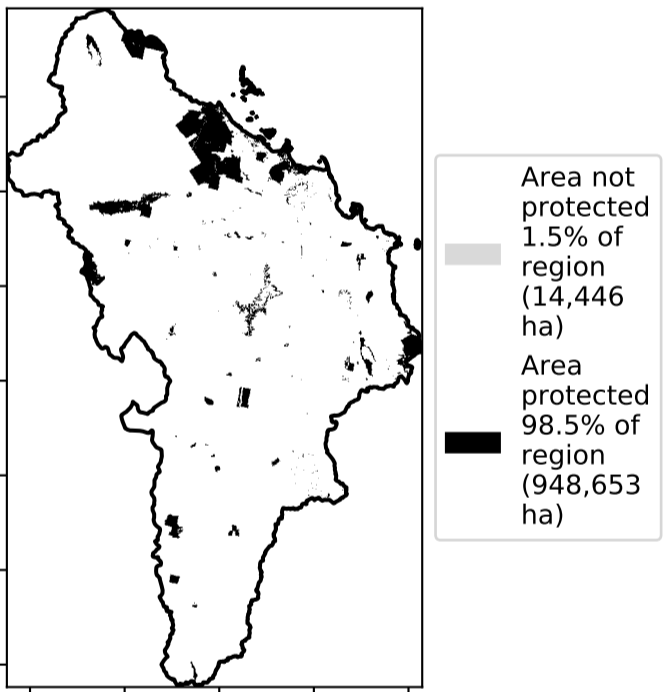 Area not
protected
1.5% of
region
(14,446
ha)
Area
protected
98.5% of
region
(948,653
ha)